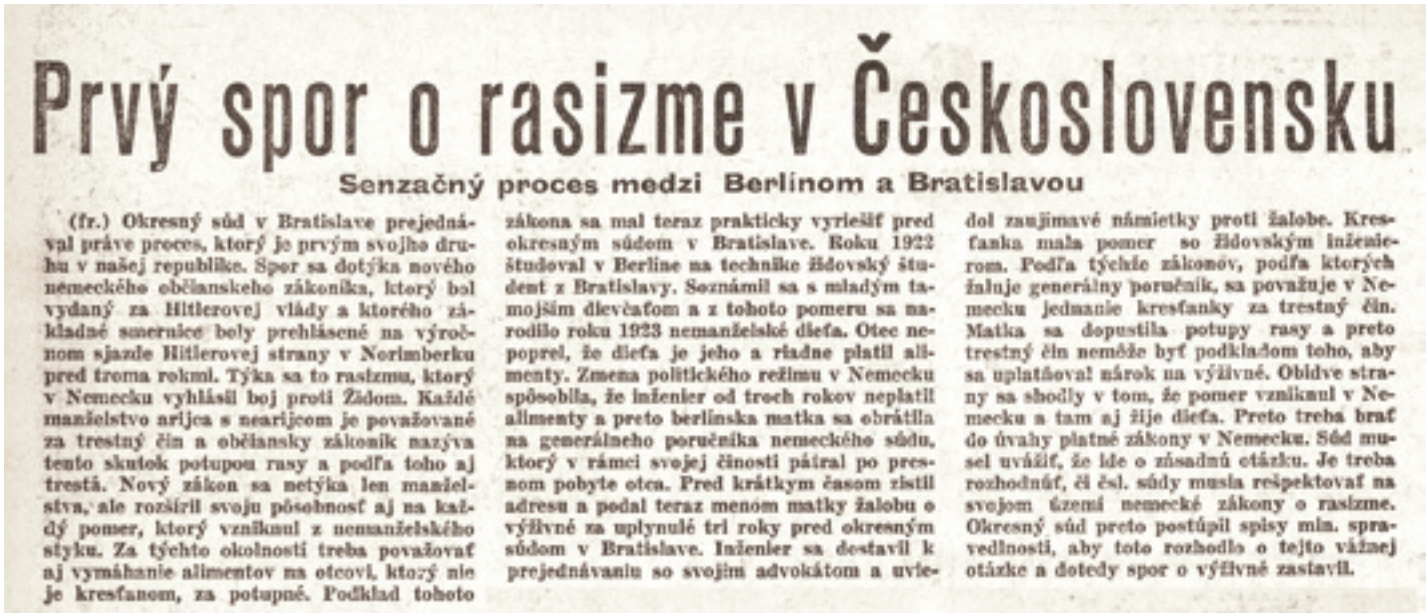 Prvý spor o rasizme v Československu
Senzačný proces medzi Berlínom a Bratislavou
(fr.) Okresný súd v Bratislave prejedná-
val práve proces, ktorý je prvým svojho dru-
hu v našej republike. Spor sa dotýka nového
nemeckého občianskeho zákoníka, ktorý bol
vydaný za Hitlerovej vlády a ktorého zá-
kladné smernice boly prehlásené na výroč-
nom sjazde Hitlerovej strany v Norimberku
pred troma rokmi. Týka sa to rasizmu, ktorý
v Nemecku vyhlásil boj proti Židom. Každé
manželstvo arijca s nearijcom je považované
za trestný čin a občiansky zákoník nazýva
tento skutok potupou rasy a podľa toho aj
trestá. Nový zákon sa netýka len manžel-
stva, ale rozšíril svoju pôsobnosť aj na kaž-
dý pomer, ktorý vzniknul z nemanželského
styku. Za týchto okolností treba považovať
aj vymáhanie alimentov na otcovi, ktorý nie
je kresťanom, za potupné. Podklad tohoto
zákona sa mal teraz prakticky vyriešiť pred
okresným súdom v Bratislave. Roku 1922
študoval v Berlíne na technike židovský štu-
dent z Bratislavy. Soznámil sa s mladým ta-
mojším dievčaťom a z tohoto pomeru sa na-
rodilo roku 1923 nemanželské dieťa. Otec ne-
poprel, že dieťa je jeho a riadne platil ali-
menty. Zmena politického režimu v Nemecku
spôsobila, že inženier od troch rokov neplatil
alimenty a preto berlínska matka sa obrátila
na generálneho poručníka nemeckého súdu,
ktorý v rámci svojej činosti pátral po pres-
nom pobyte otca. Pred krátkym časom zistil
adresu a podal teraz menom matky žalobu o
výživné za uplynulé tri roky pred okresným
súdom v Bratislave. Inženier sa dostavil k
prejednávaniu so svojim advokátom a uvie-
dol zaujímavé námietky proti žalobe. Kres-
ťanka mala pomer so židovským inženie-
rom. Podľa týchže zákonov, podľa ktorých
žaluje generálny poručník, sa považuje v Ne-
mecku jednanie kresťanky za trestný čin.
Matka sa dopustila potupy rasy a preto
trestný čin nemôže byť podkladom toho, aby
sa uplatňoval nárok na výživné. Obidve stra-
ny sa shodly v tom, že pomer vzniknul v Ne-
mecku a tam aj žije dieťa. Preto treba brať
do úvahy platné zákony v Nemecku. Súd mu-
sel uvážiť, že ide o zásadnú otázku. Je treba
rozhodnúť, či čsl. súdy musia rešpektovať na
svojom území nemecké zákony o rasizme.
Okresný súd preto postúpil spisy min. spra-
vedlnosti, aby toto rozhodlo o tejto vážnej
otázke a dotedy spor o výživné zastavil.